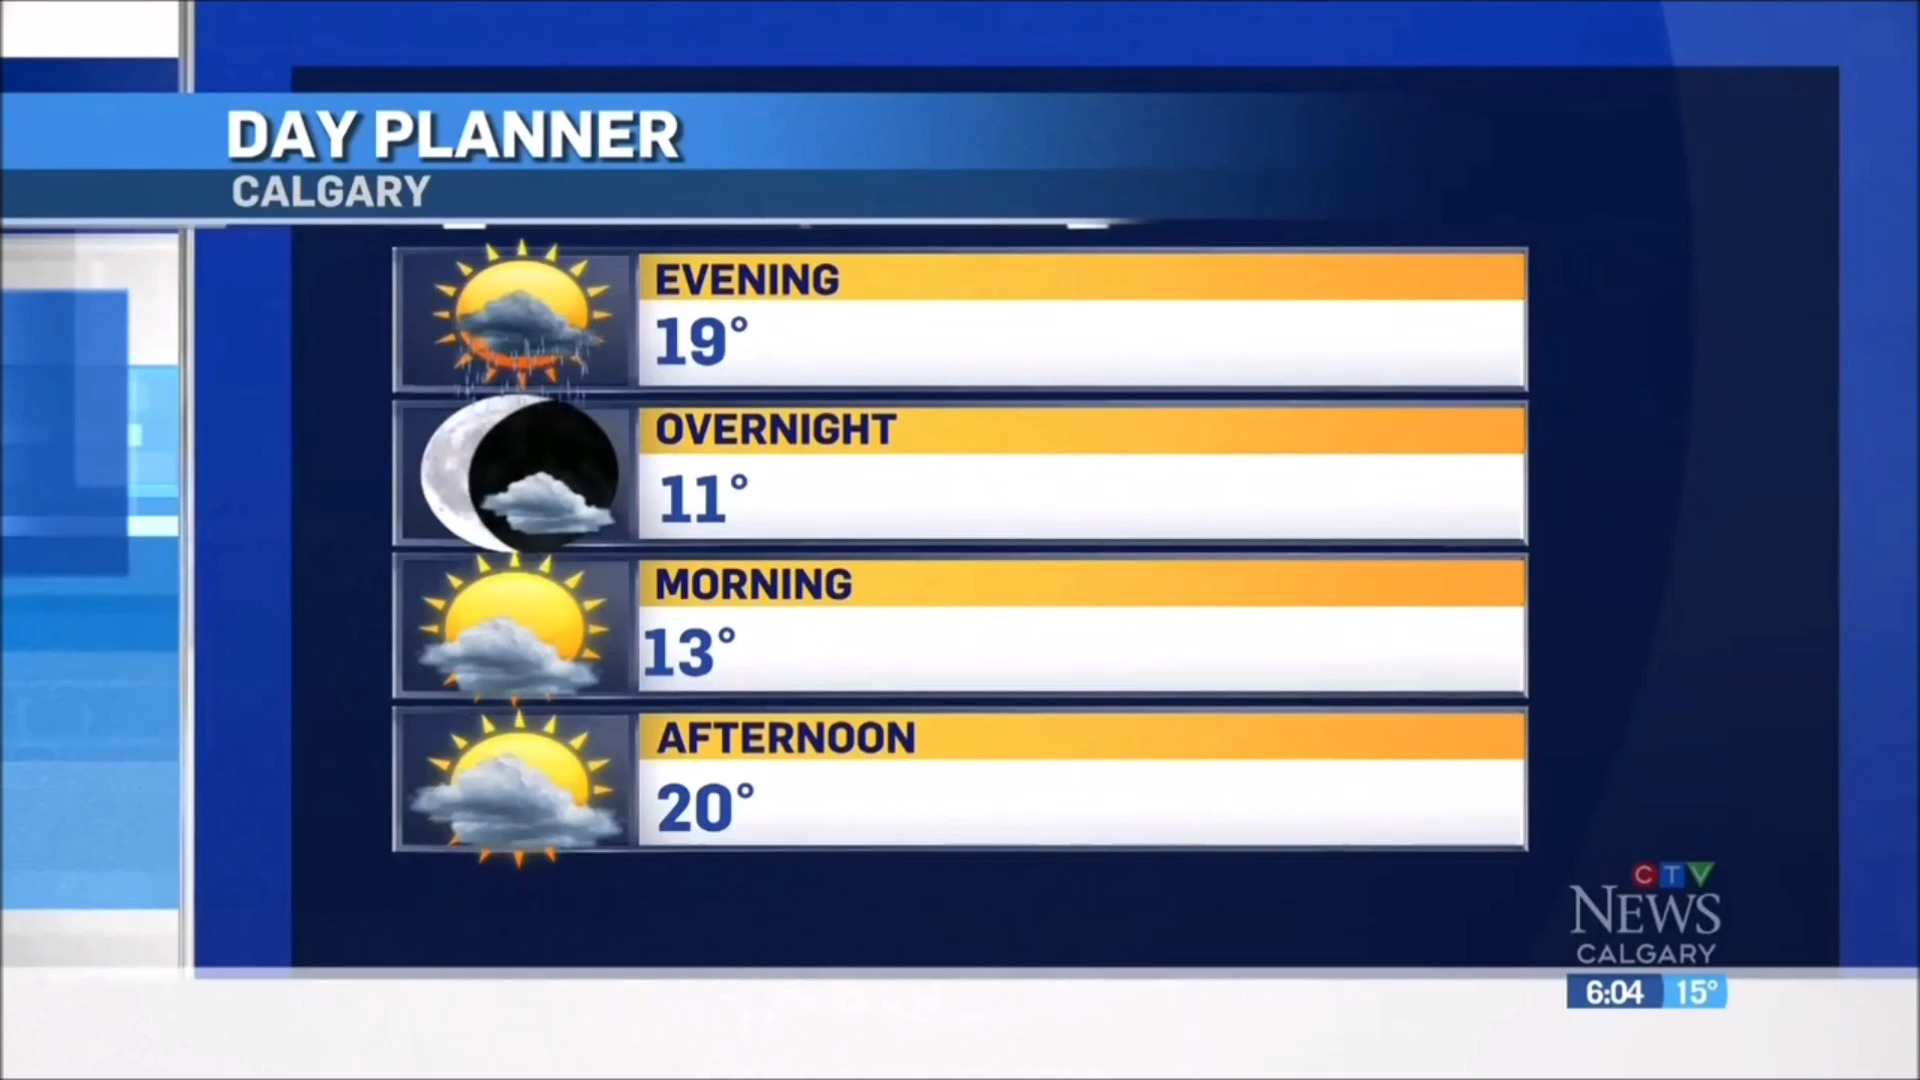 DAY PLANNER
CALGARY
EVENING
19°
OVERNIGHT
11°
MORNING
13°
AFTERNOON
20°
CTV
NEWS
CALGARY
6:04 15°